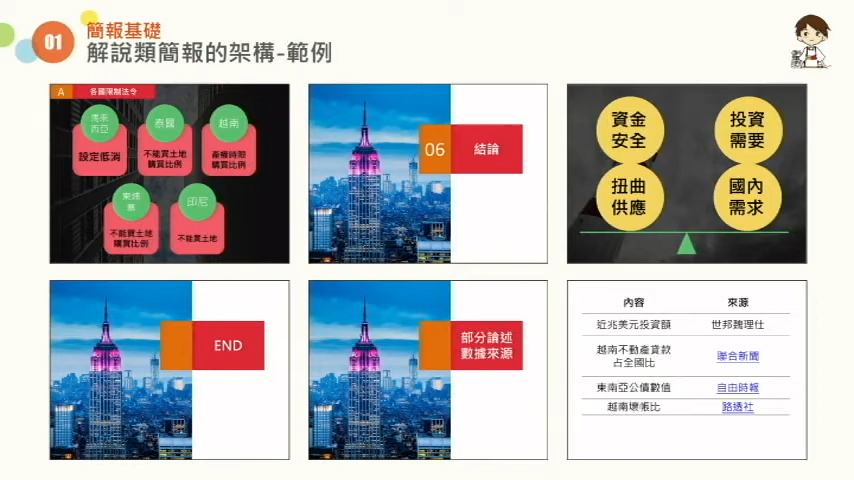 01
簡報基礎
解說類簡報的架構-範例
A
各國限制法令
馬來
西亞
設定低消
泰國
不能買土地
購買比例
越南
產權時限
購買比例
柬埔
寨
不能買土地
購買比例
印尼
不能買土地
06
結論
資金
安全
投資
需要
扭曲
供應
國內
需求
END
部分論述
數據來源
內容
來源
近兆美元投資額
世邦魏理仕
越南不動產貸款
占全國比
聯合新聞
東南亞公債數值
自由時報
越南壞帳比
路透社